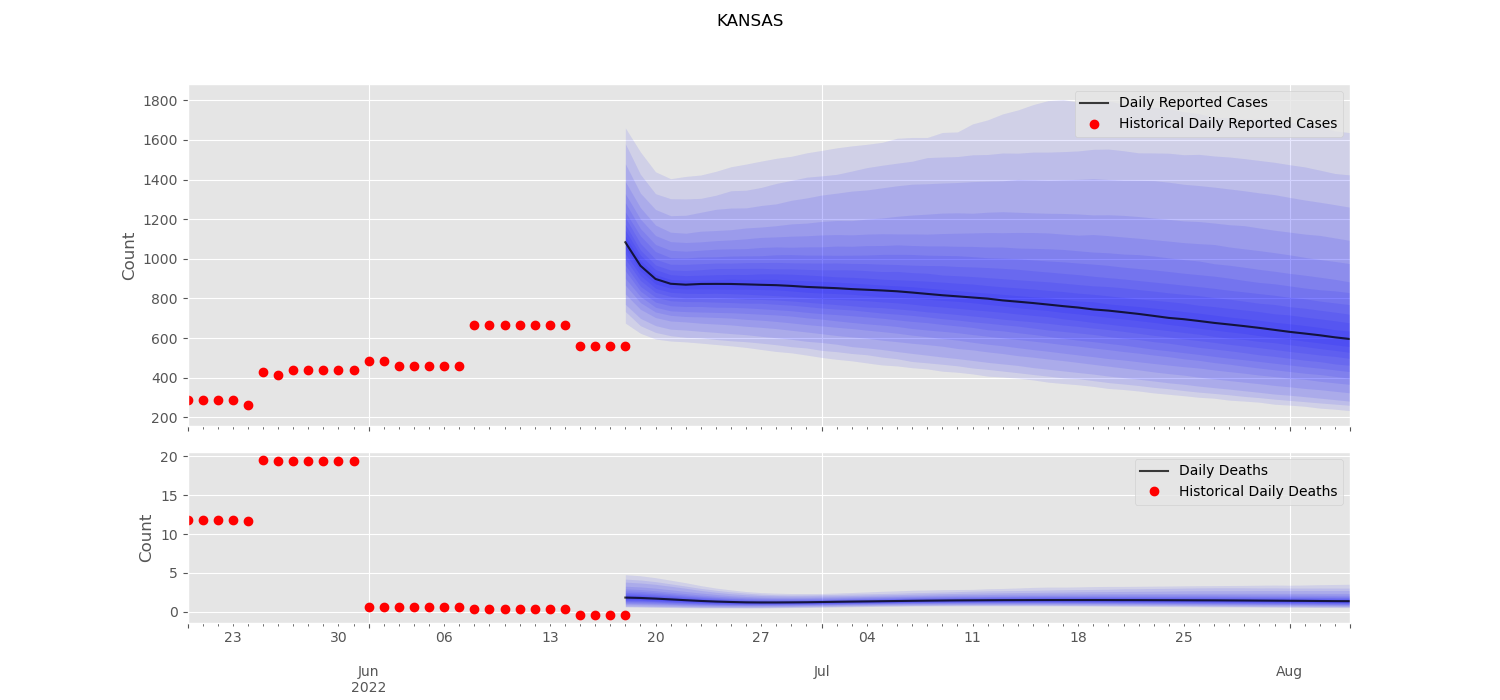 KANSAS
1800
1600
1400
1200
1000
800
600
400
200
Count
Daily Reported Cases
Historical Daily Reported Cases
20
15
10
5
0
Count
Daily Deaths
Historical Daily Deaths
23 30 06 13 20 27 04 11 18 25
Jun Jul Aug
2022